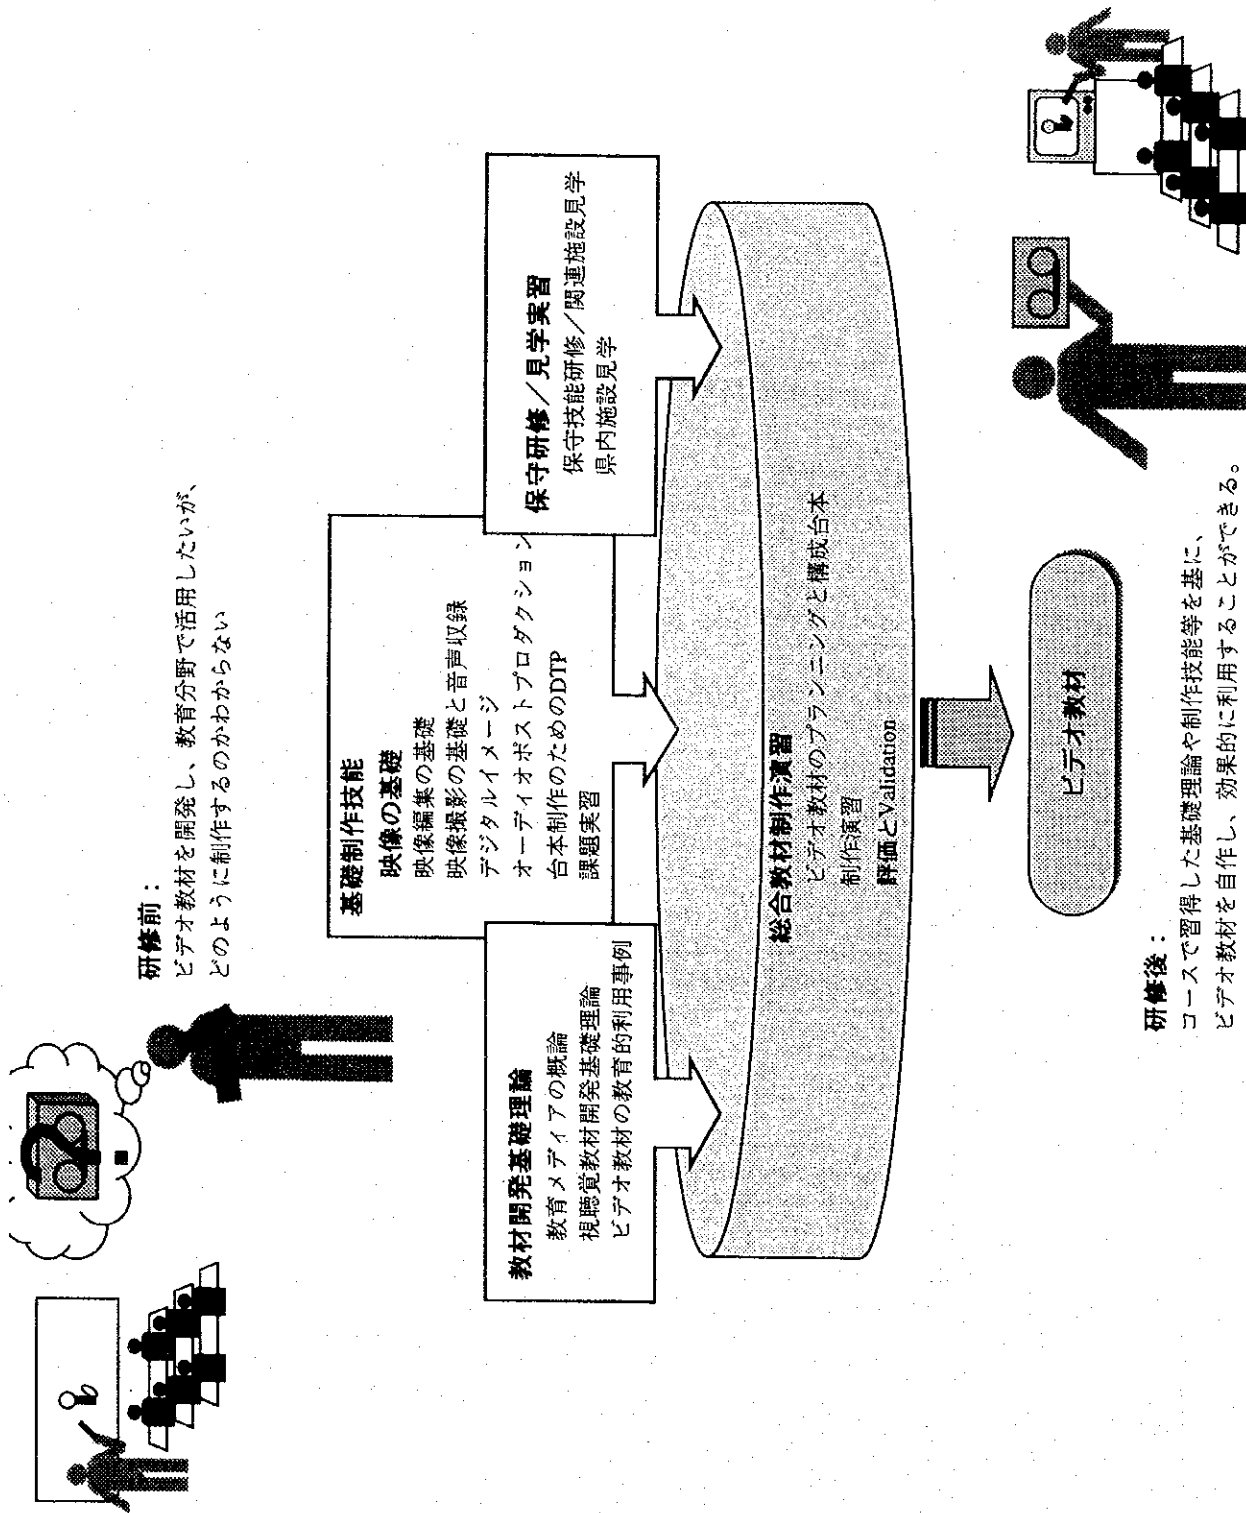 研修前：
ビデオ教材を開発し、教育分野で活用したいが、
どのように制作するのかわからない
教材開発基礎理論
教育メディアの概論
視聴覚教材開発基礎理論
ビデオ教材の教育的利用事例
基礎制作技能
映像の基礎
映像編集の基礎
映像撮影の基礎と音声収録
デジタルイメージ
オーディオポストプロダクション
台本制作のためのDTP
課題実習
保守研修／見学実習
保守技能研修／関連施設見学
県内施設見学
総合教材制作演習
ビデオ教材のプランニングと構成台本
制作演習
評価とValidation
ビデオ教材
研修後：
コースで習得した基礎理論や制作技能等を基に、
ビデオ教材を自作し、効果的に利用することができる。